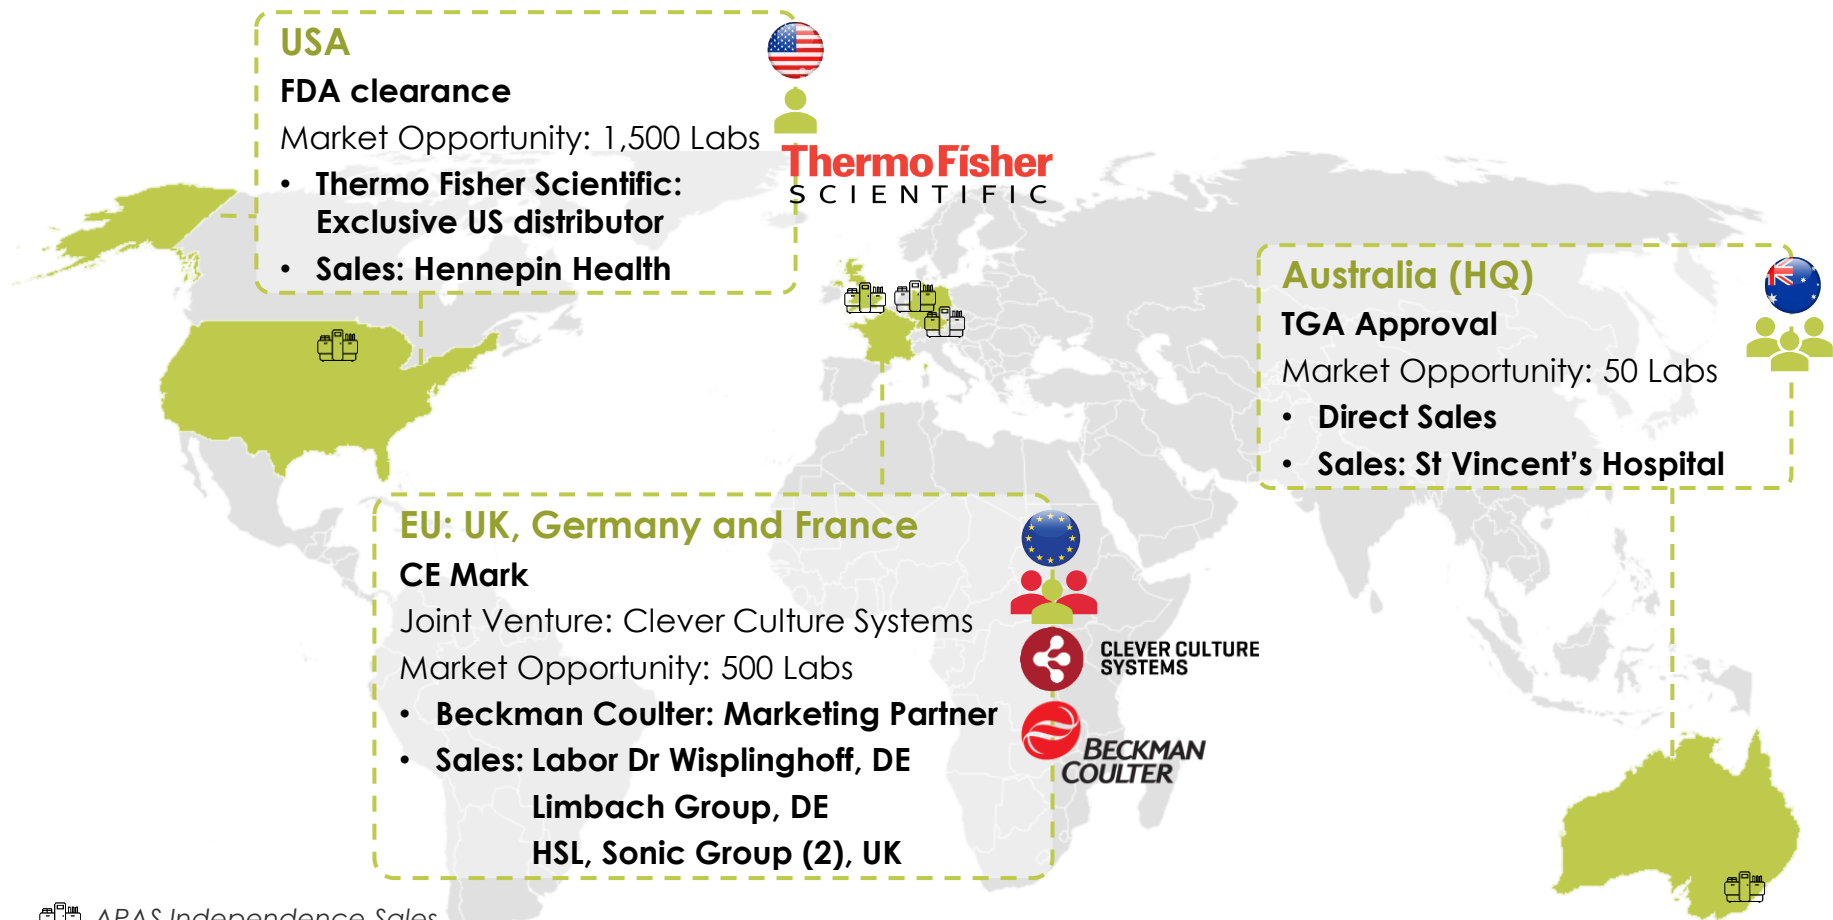 USA
FDA clearance
Market Opportunity: 1,500 Labs
• Thermo Fisher Scientific:
Exclusive US distributor
• Sales: Hennepin Health
ThermoFisher
SCIENTIFIC
Australia (HQ)
TGA Approval
Market Opportunity: 50 Labs
• Direct Sales
• Sales: St Vincent's Hospital
EU: UK, Germany and France
CE Mark
Joint Venture: Clever Culture Systems
Market Opportunity: 500 Labs
• Beckman Coulter: Marketing Partner
• Sales: Labor Dr Wisplinghoff, DE
Limbach Group, DE
HSL, Sonic Group (2), UK
CLEVER CULTURE
SYSTEMS
BECKMAN
COULTER
APAS Independence Sales